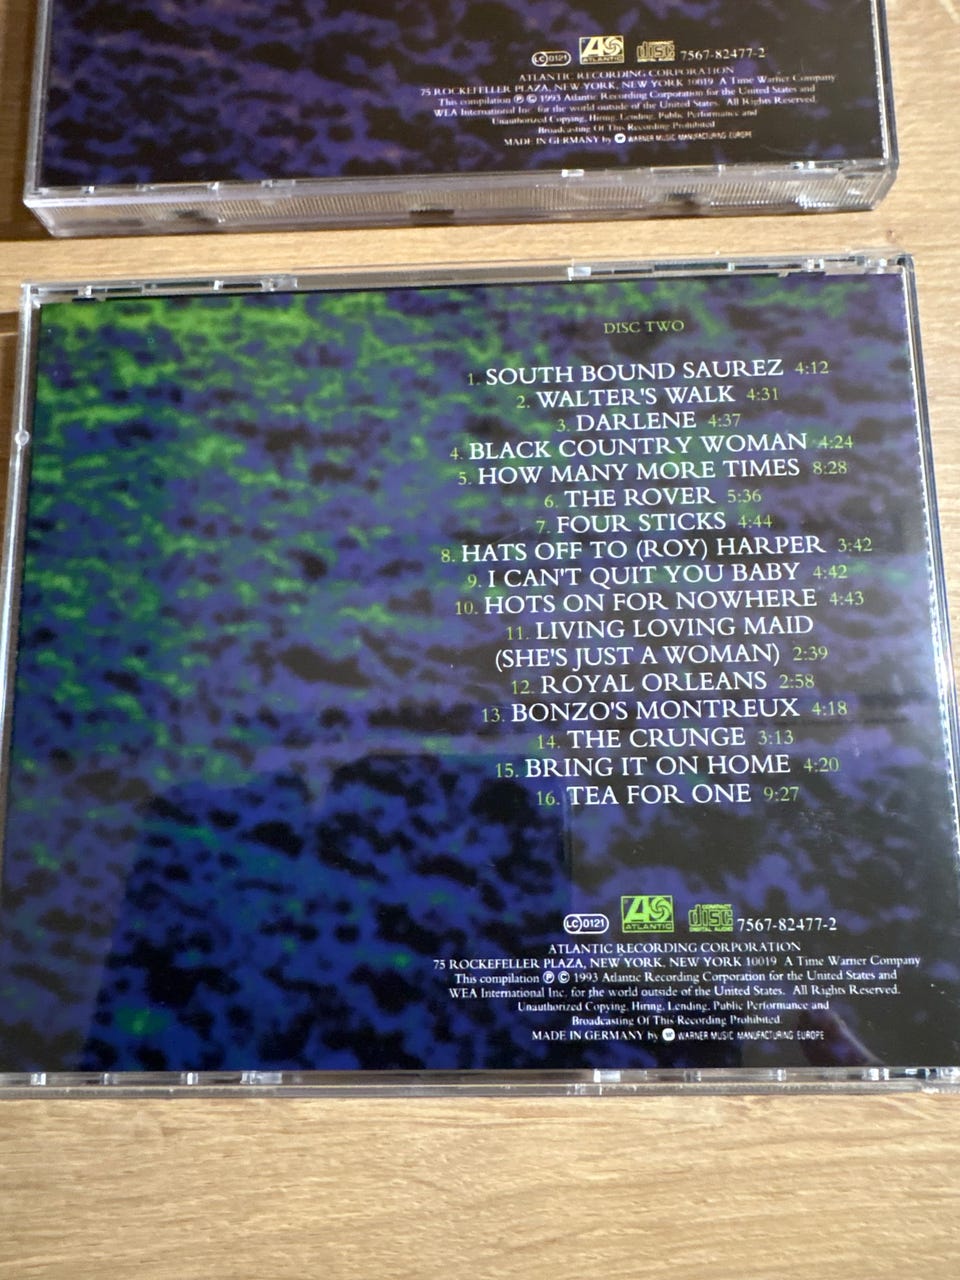 LC 0121 ATLANTIC disc 7567-82477-2
ATLANTIC RECORDING CORPORATION
75 ROCKEFELLER PLAZA, NEW YORK, NEW YORK 10019 A Time Warner Company
This compilation ℗ © 1993 Atlantic Recording Corporation for the United States and
WEA International Inc. for the world outside of the United States. All Rights Reserved.
Unauthorized Copying, Hiring, Lending, Public Performance and
Broadcasting Of This Recording Prohibited
MADE IN GERMANY by WARNER MUSIC MANUFACTURING EUROPE
DISC TWO
1. SOUTH BOUND SAUREZ 4:12
2. WALTER'S WALK 4:31
3. DARLENE 4:37
4. BLACK COUNTRY WOMAN 4:24
5. HOW MANY MORE TIMES 8:28
6. THE ROVER 5:36
7. FOUR STICKS 4:44
8. HATS OFF TO (ROY) HARPER 3:42
9. I CAN'T QUIT YOU BABY 4:42
10. HOTS ON FOR NOWHERE 4:43
11. LIVING LOVING MAID
(SHE'S JUST A WOMAN) 2:39
12. ROYAL ORLEANS 2:58
13. BONZO'S MONTREUX 4:18
14. THE CRUNGE 3:13
15. BRING IT ON HOME 4:20
16. TEA FOR ONE 9:27
LC 0121 ATLANTIC COMPACT disc DIGITAL AUDIO 7567-82477-2
ATLANTIC RECORDING CORPORATION
75 ROCKEFELLER PLAZA, NEW YORK, NEW YORK 10019 A Time Warner Company
This compilation ℗ © 1993 Atlantic Recording Corporation for the United States and
WEA International Inc. for the world outside of the United States. All Rights Reserved.
Unauthorized Copying, Hiring, Lending, Public Performance and
Broadcasting Of This Recording Prohibited.
MADE IN GERMANY by WARNER MUSIC MANUFACTURING EUROPE